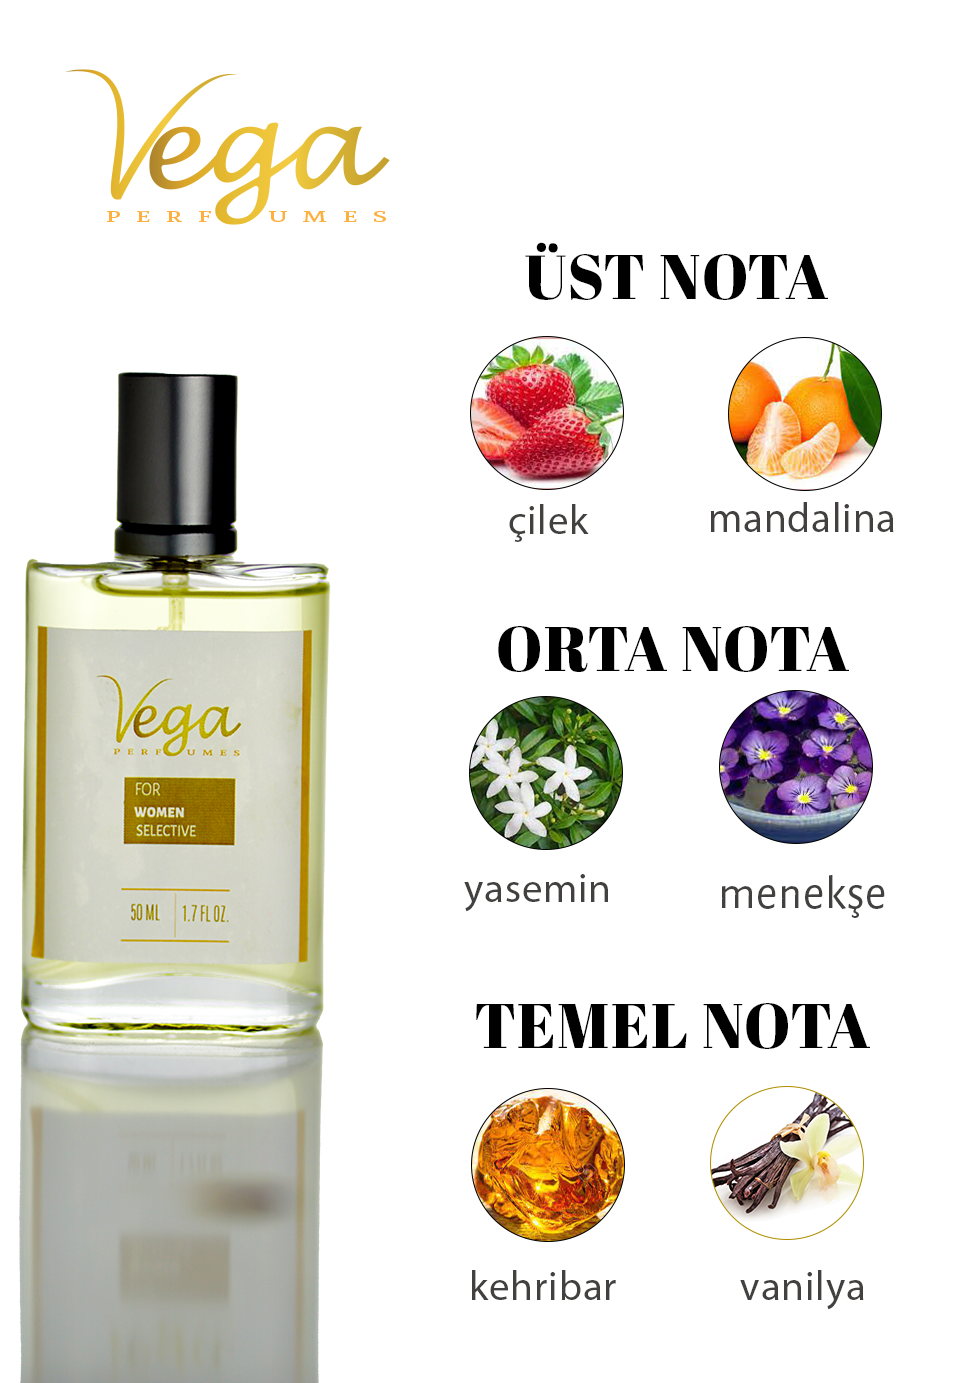 Vega
PERFUMES
ÜST NOTA
çilek
mandalina
ORTA NOTA
yasemin
menekşe
TEMEL NOTA
kehribar
vanilya
Vega
PERFUMES
FOR
WOMEN
SELECTIVE
50 ML
1.7 FL OZ.